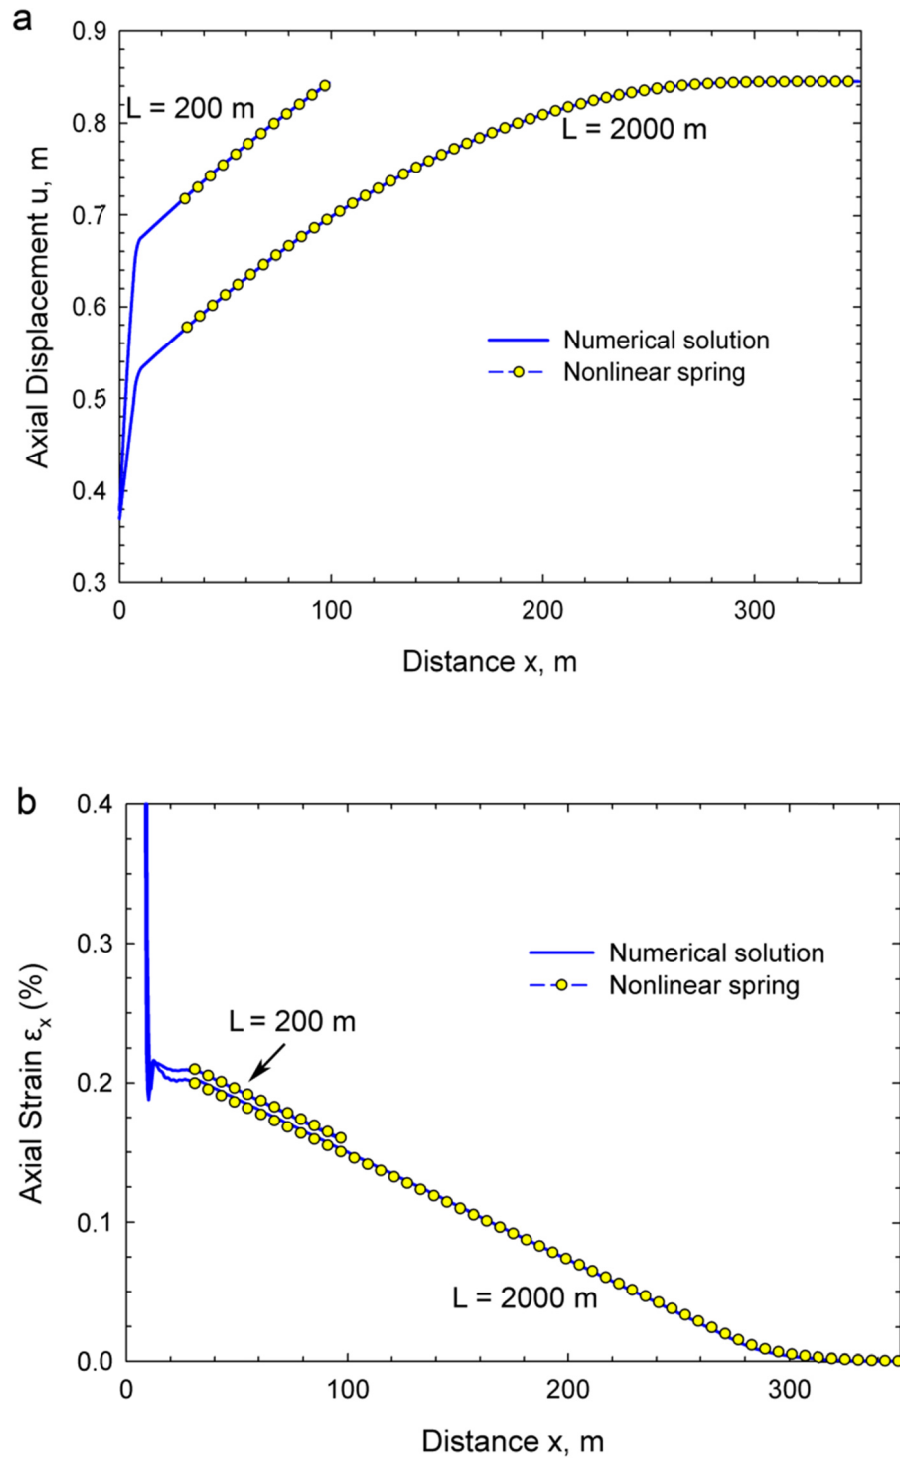 a
0.9
0.8
0.7
0.6
0.5
0.4
0.3
Axial Displacement u, m
L = 200 m
L = 2000 m
Numerical solution
Nonlinear spring
0 100 200 300
Distance x, m
b
0.4
0.3
0.2
0.1
0.0
Axial Strain εx (%)
Numerical solution
Nonlinear spring
L = 200 m
L = 2000 m
0 100 200 300
Distance x, m